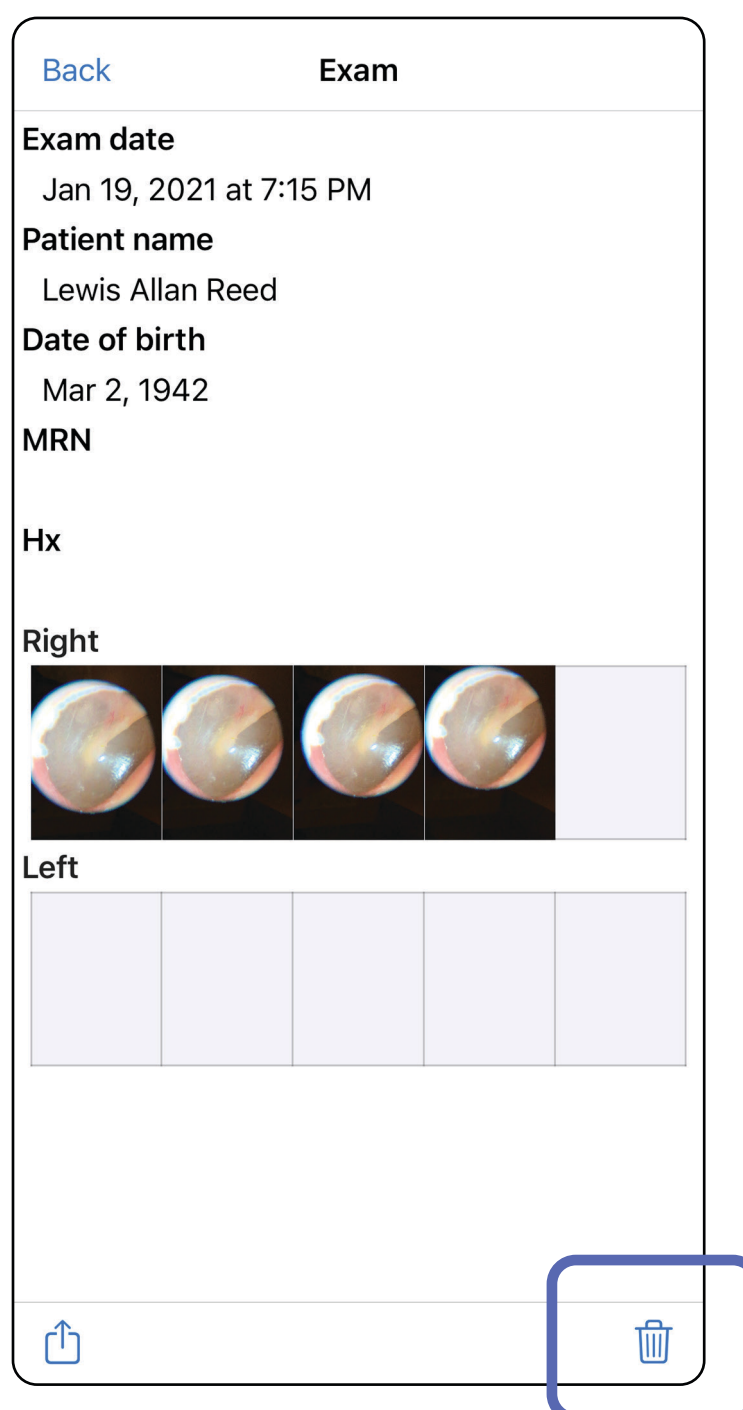 Back Exam
Exam date
Jan 19, 2021 at 7:15 PM
Patient name
Lewis Allan Reed
Date of birth
Mar 2, 1942
MRN
Hx
Right
Left